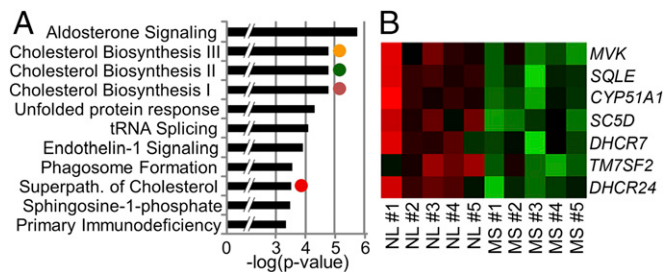 A
Aldosterone Signaling
Cholesterol Biosynthesis III
Cholesterol Biosynthesis II
Cholesterol Biosynthesis I
Unfolded protein response
tRNA Splicing
Endothelin-1 Signaling
Phagosome Formation
Superpath. of Cholesterol
Sphingosine-1-phosphate
Primary Immunodeficiency
0 0 3 4 5 6
-log(p-value)
B
MVK
SQLE
CYP51A1
SC5D
DHCR7
TM7SF2
DHCR24
NL #1
NL #2
NL #3
NL #4
NL #5
MS #1
MS #2
MS #3
MS #4
MS #5